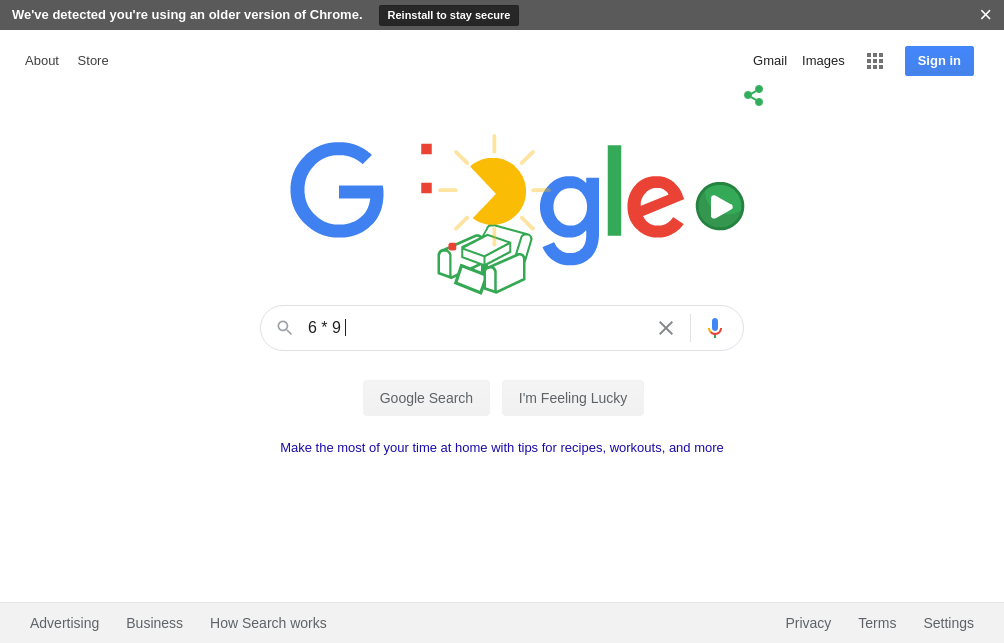 We've detected you're using an older version of Chrome. Reinstall to stay secure
About Store Gmail Images Sign in
G gle
6 * 9
Google Search I'm Feeling Lucky
Make the most of your time at home with tips for recipes, workouts, and more
Advertising Business How Search works Privacy Terms Settings